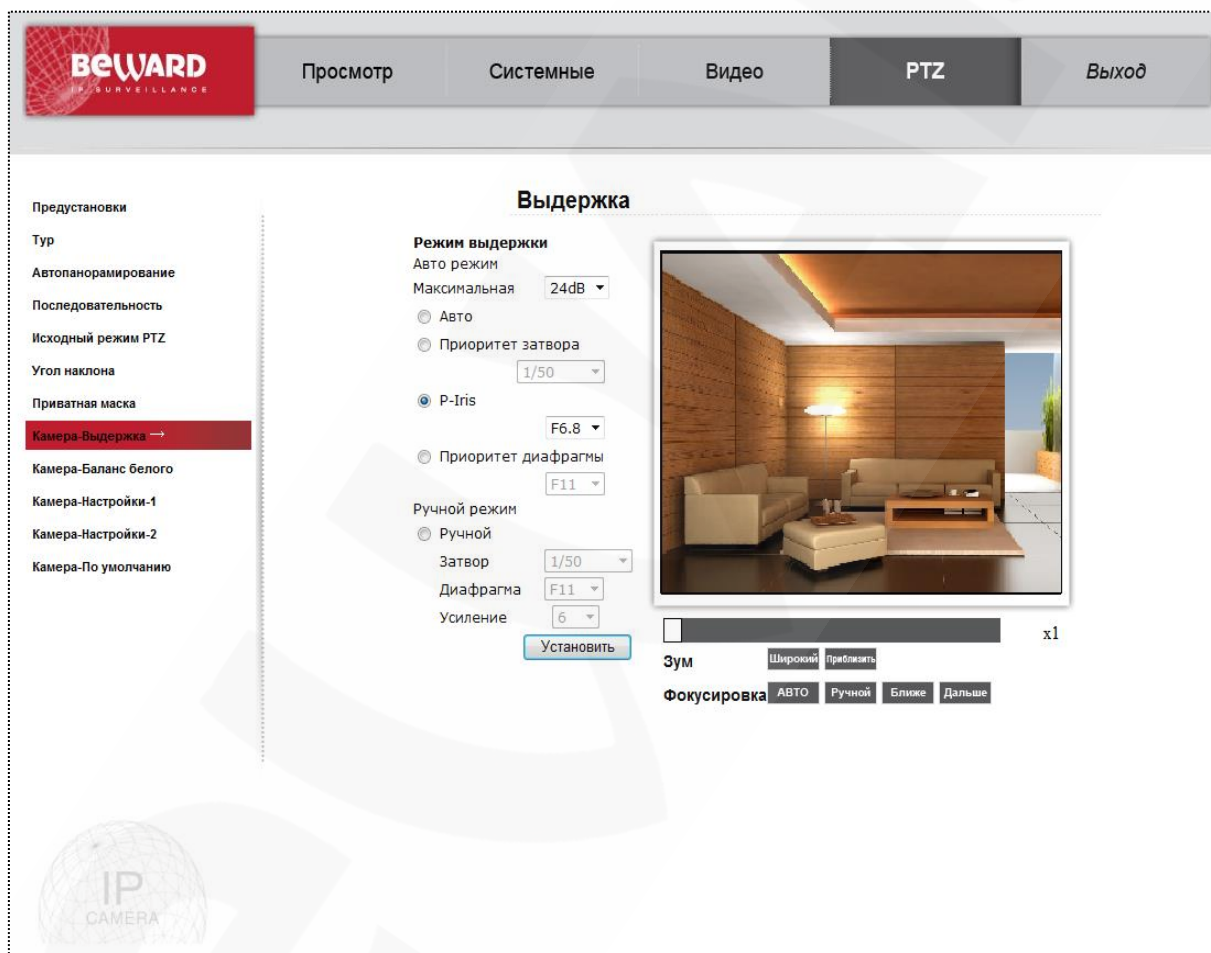 BEWARD
IP SURVEILLANCE
Просмотр
Системные
Видео
PTZ
Выход
Предустановки
Тур
Автопанорамирование
Последовательность
Исходный режим PTZ
Угол наклона
Приватная маска
Камера-Выдержка →
Камера-Баланс белого
Камера-Настройки-1
Камера-Настройки-2
Камера-По умолчанию
Выдержка
Режим выдержки
Авто режим
Максимальная 24dB
Авто
Приоритет затвора
1/50
P-Iris
F6.8
Приоритет диафрагмы
F11
Ручной режим
Ручной
Затвор 1/50
Диафрагма F11
Усиление 6
Установить
x1
Зум Широкий Приблизить
Фокусировка АВТО Ручной Ближе Дальше
IP
CAMERA